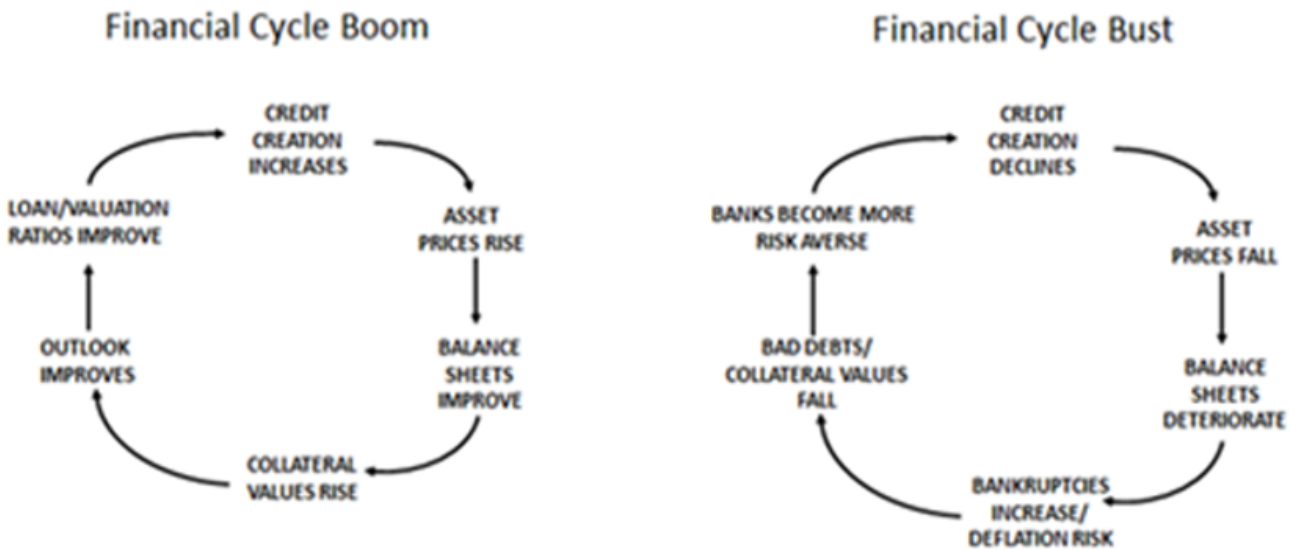 Financial Cycle Boom
CREDIT
CREATION
INCREASES
ASSET
PRICES RISE
BALANCE
SHEETS
IMPROVE
COLLATERAL
VALUES RISE
OUTLOOK
IMPROVES
LOAN/VALUATION
RATIOS IMPROVE
Financial Cycle Bust
CREDIT
CREATION
DECLINES
ASSET
PRICES FALL
BALANCE
SHEETS
DETERIORATE
BANKRUPTCIES
INCREASE/
DEFLATION RISK
BAD DEBTS/
COLLATERAL VALUES
FALL
BANKS BECOME MORE
RISK AVERSE